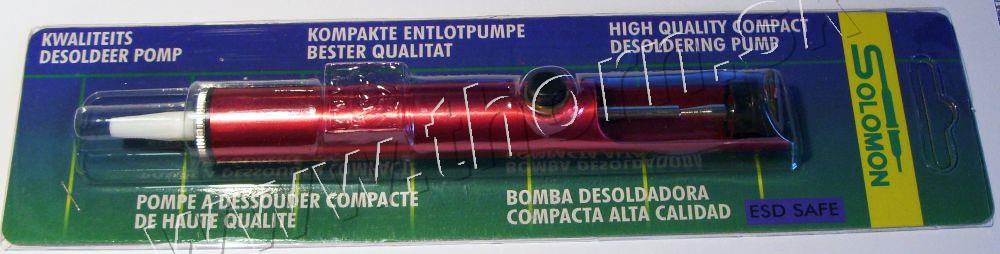 KWALITEITS
DESOLDEER POMP
KOMPAKTE ENTLOTPUMPE
BESTER QUALITAT
HIGH QUALITY COMPACT
DESOLDERING PUMP
SOLOMON
POMPE A DESSOUDER COMPACTE
DE HAUTE QUALITE
BOMBA DESOLDADORA
COMPACTA ALTA CALIDAD
ESD SAFE